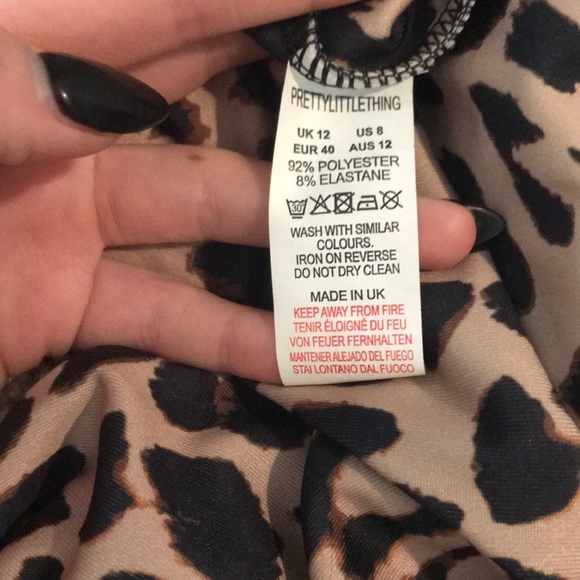 PRETTYLITTLETHING
UK 12 US 8
EUR 40 AUS 12
92% POLYESTER
8% ELASTANE
30
WASH WITH SIMILAR
COLOURS.
IRON ON REVERSE
DO NOT DRY CLEAN
MADE IN UK
KEEP AWAY FROM FIRE
TENIR ÉLOIGNÉ DU FEU
VON FEUER FERNHALTEN
MANTENER ALEJADO DEL FUEGO
STAI LONTANO DAL FUOCO